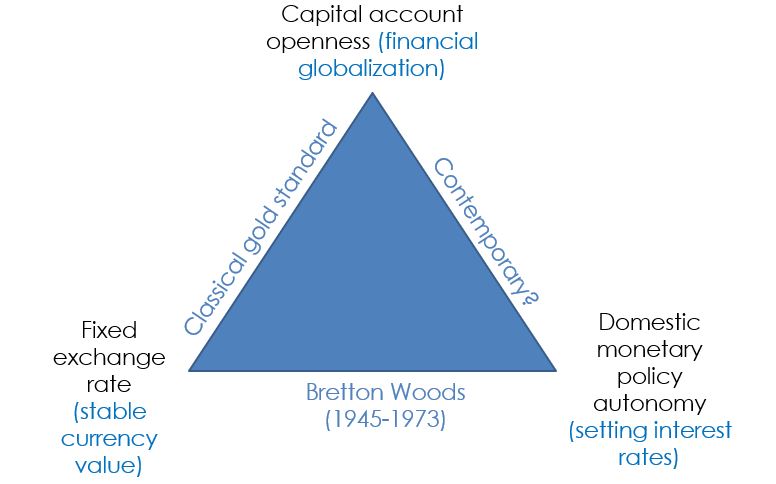 Capital account
openness (financial
globalization)
Classical gold standard
Contemporary?
Fixed
exchange
rate
(stable
currency
value)
Bretton Woods
(1945-1973)
Domestic
monetary
policy
autonomy
(setting interest
rates)